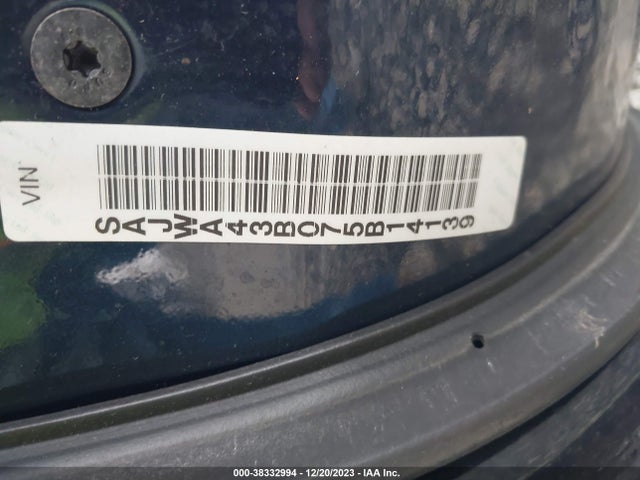 VIN
SAJWA43B075B14139
000-38332994 - 12/20/2023 - IAA Inc.